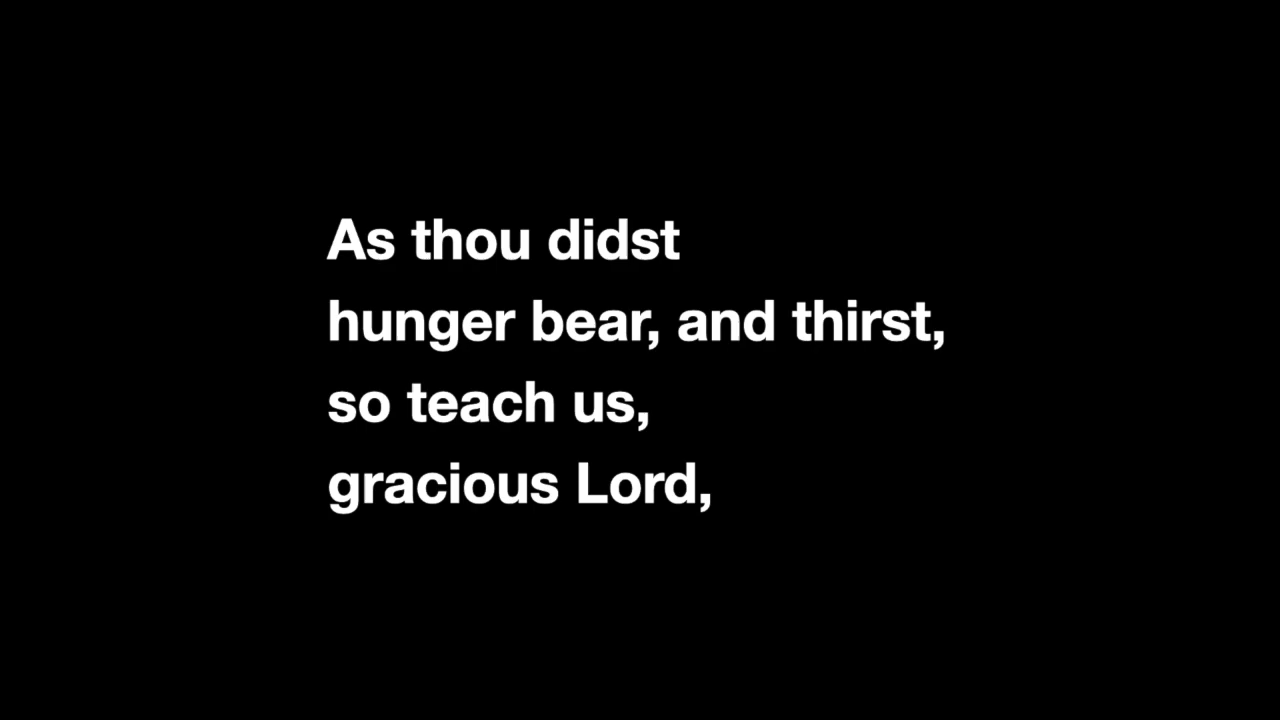 As thou didst
hunger bear, and thirst,
so teach us,
gracious Lord,